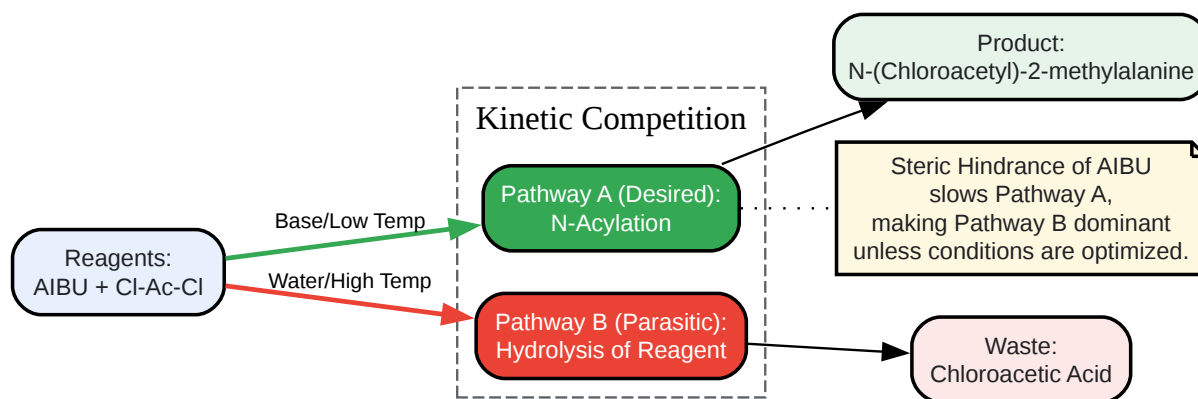 Reagents:
AIBU + Cl-Ac-Cl
Base/Low Temp
Water/High Temp
Kinetic Competition
Pathway A (Desired):
N-Acylation
Pathway B (Parasitic):
Hydrolysis of Reagent
Product:
N-(Chloroacetyl)-2-methylalanine
Steric Hindrance of AIBU
slows Pathway A,
making Pathway B dominant
unless conditions are optimized.
Waste:
Chloroacetic Acid